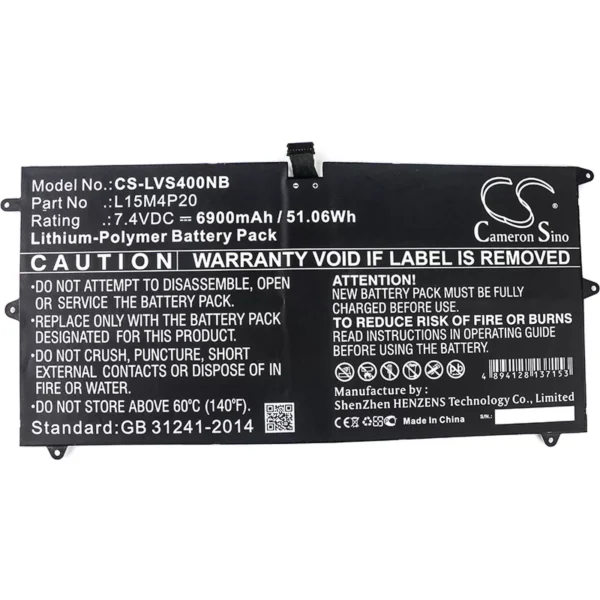 Model No.: CS-LVS400NB
Part No : L15M4P20
Rating : 7.4VDC ⎓ 6900mAh / 51.06Wh
Lithium-Polymer Battery Pack
CS
Cameron Sino
CAUTION WARRANTY VOID IF LABEL IS REMOVED
•DO NOT ATTEMPT TO DISASSEMBLE, OPEN
or SERVICE THE BATTERY PACK.
•REPLACE ONLY WITH THE BATTERY PACK
DESIGNATED FOR THIS PRODUCT.
•DO NOT CRUSH, PUNCTURE, SHORT
EXTERNAL CONTACTS OR DISPOSE OF
IN FIRE OR WATER.
•DO NOT STORE ABOVE 60℃ (140℉)
Standard: GB 31241-2014
ATTENTION!
NEW BATTERY PACK MUST BE FULLY
CHARGED BEFORE USE.
TO REDUCE RISK OF FIRE OR BURNS
READ INSTRUCTIONS IN OPERATING GUIDE
BEFORE USE.
4 894128 137153
Manufacturer :
ShenZhen HENZENS Technology Co., Limited
Made In China
S/N.: